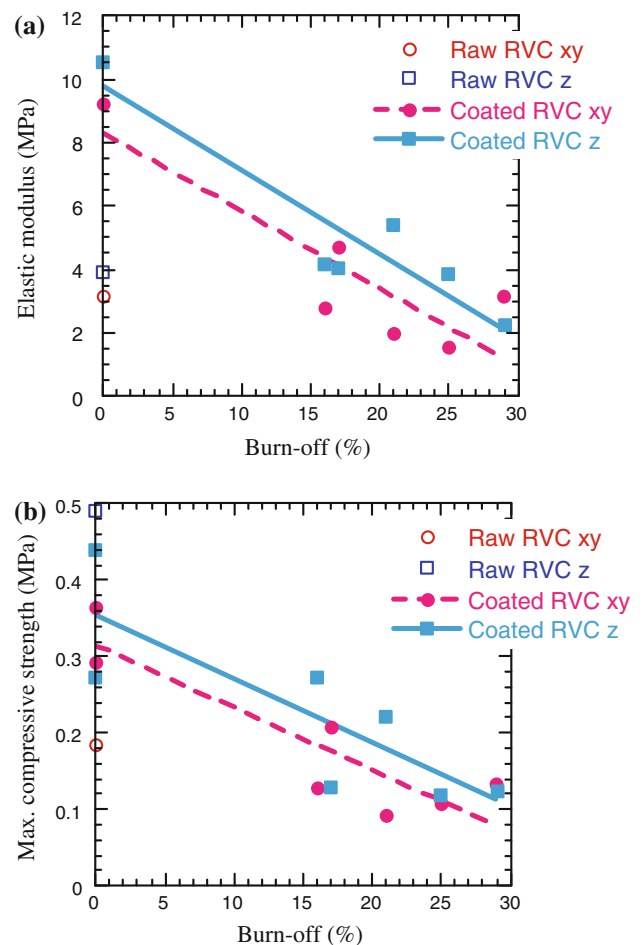 (a)
12
10
8
6
4
2
0
Elastic modulus (MPa)
Raw RVC xy
Raw RVC z
Coated RVC xy
Coated RVC z
0 5 10 15 20 25 30
Burn-off (%)
(b)
0.5
0.4
0.3
0.2
0.1
0
Max. compressive strength (MPa)
Raw RVC xy
Raw RVC z
Coated RVC xy
Coated RVC z
0 5 10 15 20 25 30
Burn-off (%)